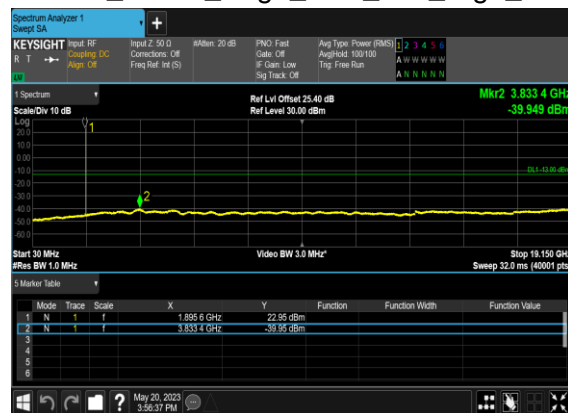 Spectrum Analyzer 1
Swept SA
KEYSIGHT Input: RF Input Z: 50 Ω #Atten: 20 dB PNO: Fast Avg Type: Power (RMS) 1 2 3 4 5 6
R T Coupling: DC Corrections: Off Gate: Off Avg|Hold: 100/100 A W W W W W
Align: Off Freq Ref: Int (S) IF Gain: Low Trig: Free Run
LM Sig Track: Off A N N N N N
1 Spectrum Ref Lvl Offset 25.40 dB Mkr2 3.833 4 GHz
Scale/Div 10 dB Ref Level 30.00 dBm -39.949 dBm
Log
1
20.0
10.0
0.00
-10.0
DL1 -13.00 dBm
-20.0
-30.0
2
-40.0
-50.0
-60.0
Start 30 MHz Video BW 3.0 MHz* Stop 19.150 GHz
#Res BW 1.0 MHz Sweep 32.0 ms (40001 pts)
5 Marker Table
Mode Trace Scale X Y Function Function Width Function Value
1 N 1 f 1.895 6 GHz 22.95 dBm
2 N 1 f 3.833 4 GHz -39.95 dBm
3
4
5
6
? May 20, 2023
3:56:37 PM